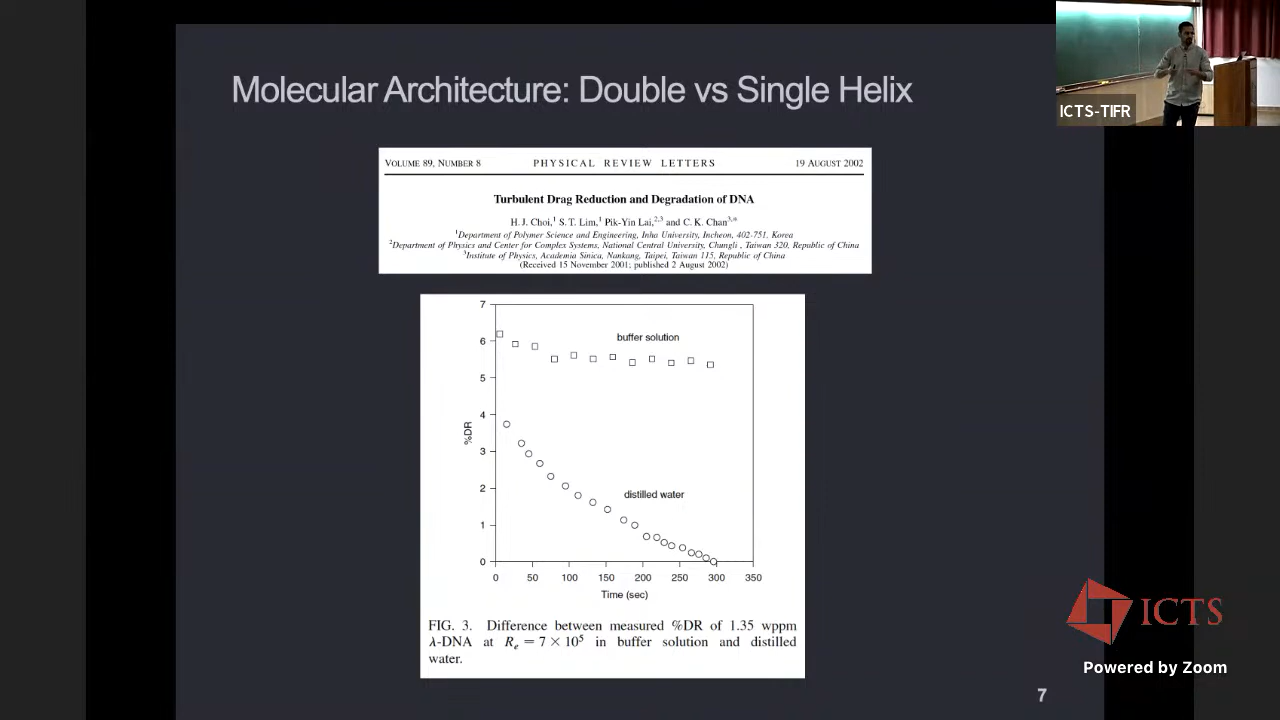 Molecular Architecture: Double vs Single Helix
ICTS-TIFR
VOLUME 89, NUMBER 8 PHYSICAL REVIEW LETTERS 19 AUGUST 2002
Turbulent Drag Reduction and Degradation of DNA
H. J. Choi,1 S. T. Lim,1 Pik-Yin Lai,2,3 and C. K. Chan3,*
1Department of Polymer Science and Engineering, Inha University, Incheon, 402-751, Korea
2Department of Physics and Center for Complex Systems, National Central University, Chungli , Taiwan 320, Republic of China
3Institute of Physics, Academia Sinica, Nankang, Taipei, Taiwan 115, Republic of China
(Received 15 November 2001; published 2 August 2002)
7
6
5
4
3
2
1
0
%DR
buffer solution
distilled water
0 50 100 150 200 250 300 350
Time (sec)
FIG. 3. Difference between measured %DR of 1.35 wppm
λ-DNA at Re = 7 × 10⁵ in buffer solution and distilled
water.
ICTS
Powered by Zoom
7